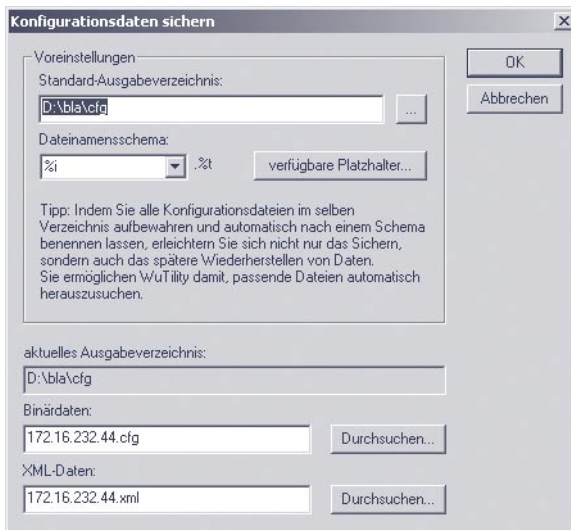 Konfigurationsdaten sichern
Voreinstellungen
Standard-Ausgabeverzeichnis:
D:\bla\cfg
...
Dateinamensschema:
%i
.%t
verfügbare Platzhalter...
Tipp: Indem Sie alle Konfigurationsdateien im selben
Verzeichnis aufbewahren und automatisch nach einem Schema
benennen lassen, erleichtern Sie sich nicht nur das Sichern,
sondern auch das spätere Wiederherstellen von Daten.
Sie ermöglichen WuTility damit, passende Dateien automatisch
herauszusuchen.
OK
Abbrechen
aktuelles Ausgabeverzeichnis:
D:\bla\cfg
Binärdaten:
172.16.232.44.cfg
Durchsuchen...
XML-Daten:
172.16.232.44.xml
Durchsuchen...